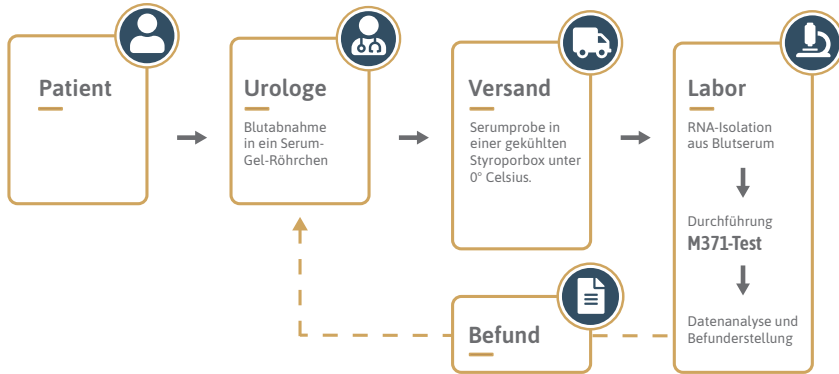 Patient
Urologe
Blutabnahme
in ein Serum-
Gel-Röhrchen
Versand
Serumprobe in
einer gekühlten
Styroporbox unter
0° Celsius.
Labor
RNA-Isolation
aus Blutserum
Durchführung
M371-Test
Datenanalyse und
Befunderstellung
Befund